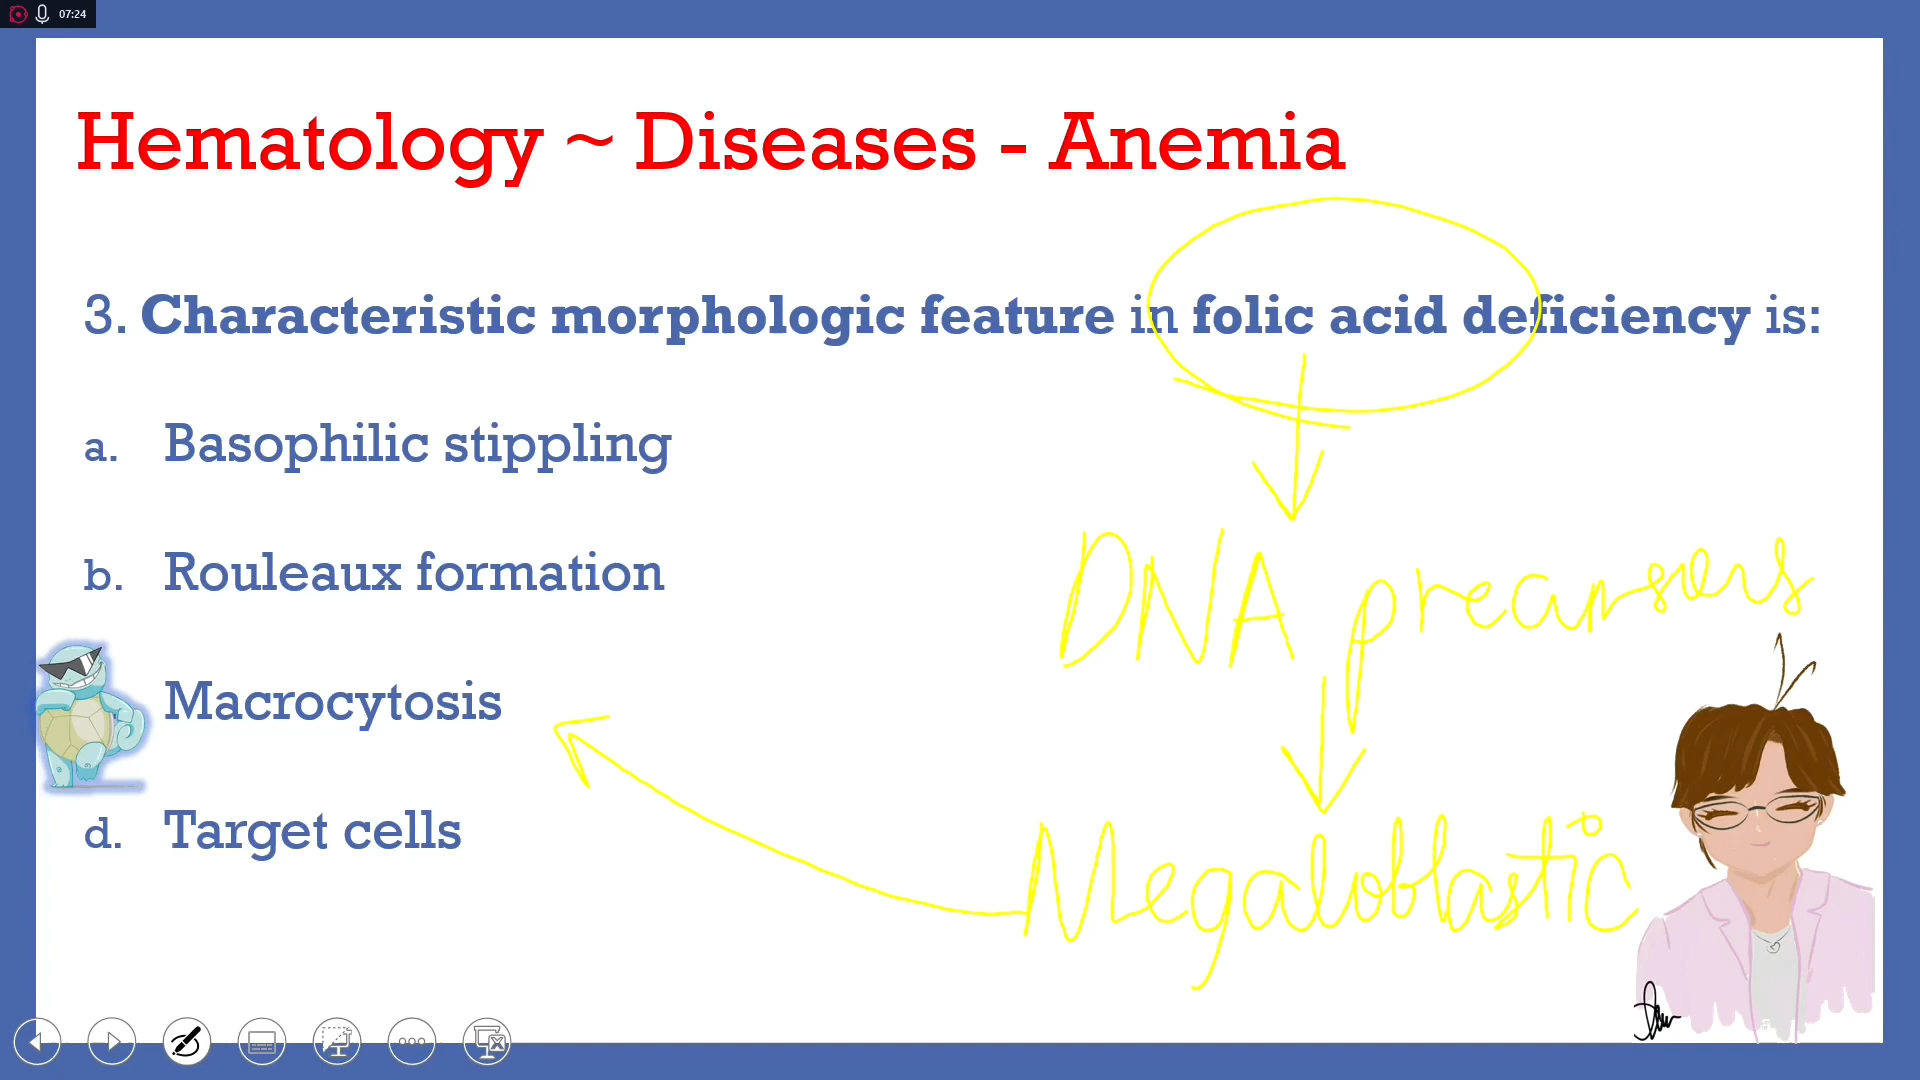 07:24
Hematology ~ Diseases - Anemia
3. Characteristic morphologic feature in folic acid deficiency is:
a. Basophilic stippling
b. Rouleaux formation
Macrocytosis
d. Target cells
DNA precursers
Megaloblastic